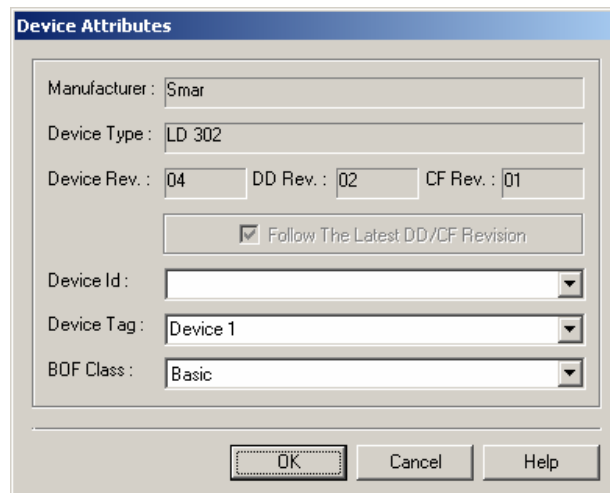 Device Attributes
Manufacturer : Smar
Device Type : LD 302
Device Rev. : 04 DD Rev. : 02 CF Rev. : 01
Follow The Latest DD/CF Revision
Device Id :
Device Tag : Device 1
BOF Class : Basic
OK Cancel Help